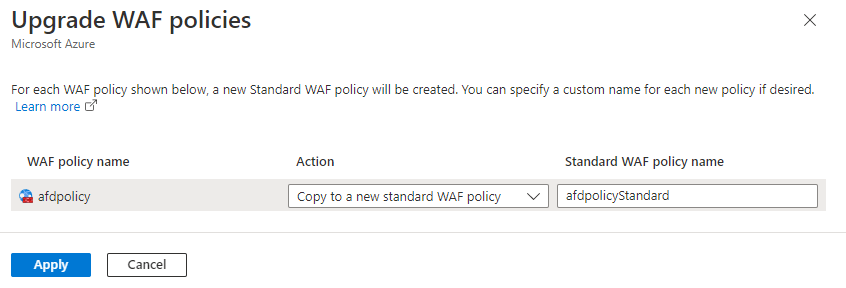 Upgrade WAF policies
Microsoft Azure
For each WAF policy shown below, a new Standard WAF policy will be created. You can specify a custom name for each new policy if desired.
Learn more
WAF policy name Action Standard WAF policy name
afdpolicy Copy to a new standard WAF policy afdpolicyStandard
Apply Cancel